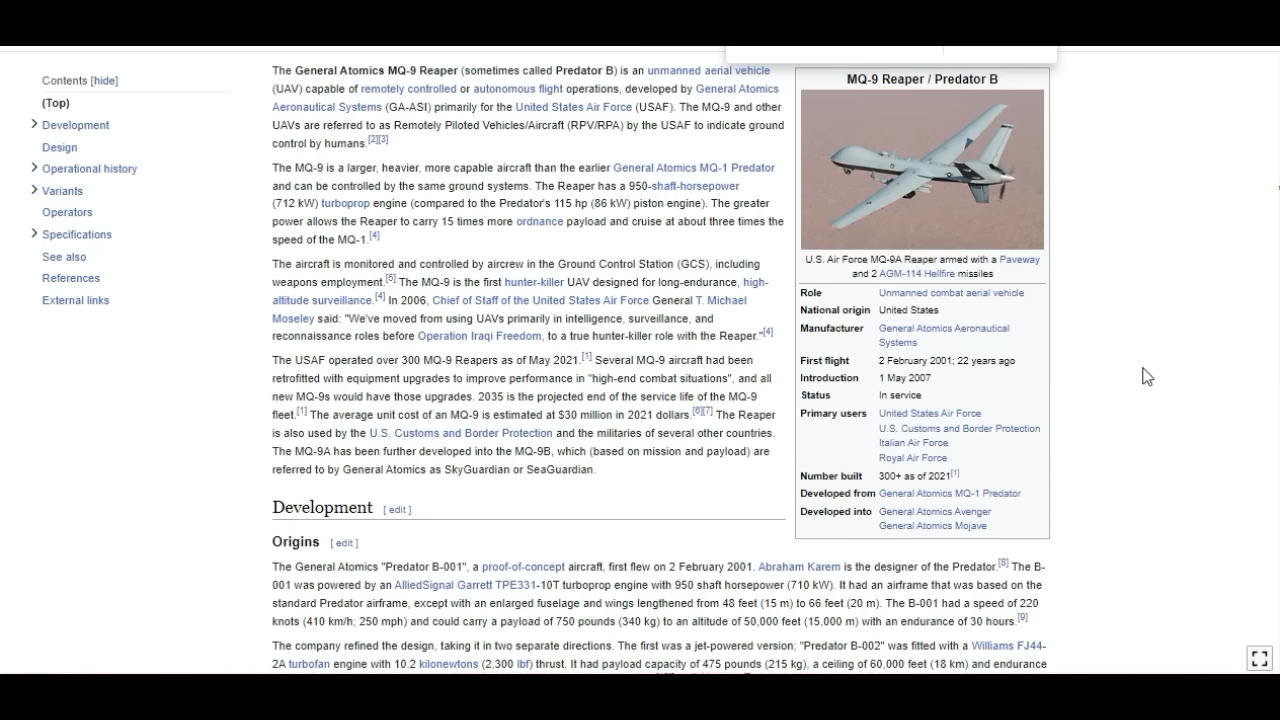 Contents [hide]
(Top)
Development
Design
Operational history
Variants
Operators
Specifications
See also
References
External links
The General Atomics MQ-9 Reaper (sometimes called Predator B) is an unmanned aerial vehicle
(UAV) capable of remotely controlled or autonomous flight operations, developed by General Atomics
Aeronautical Systems (GA-ASI) primarily for the United States Air Force (USAF). The MQ-9 and other
UAVs are referred to as Remotely Piloted Vehicles/Aircraft (RPV/RPA) by the USAF to indicate ground
control by humans.[2][3]
The MQ-9 is a larger, heavier, more capable aircraft than the earlier General Atomics MQ-1 Predator
and can be controlled by the same ground systems. The Reaper has a 950-shaft-horsepower
(712 kW) turboprop engine (compared to the Predator's 115 hp (86 kW) piston engine). The greater
power allows the Reaper to carry 15 times more ordnance payload and cruise at about three times the
speed of the MQ-1.[4]
The aircraft is monitored and controlled by aircrew in the Ground Control Station (GCS), including
weapons employment.[5] The MQ-9 is the first hunter-killer UAV designed for long-endurance, high-
altitude surveillance.[4] In 2006, Chief of Staff of the United States Air Force General T. Michael
Moseley said: "We've moved from using UAVs primarily in intelligence, surveillance, and
reconnaissance roles before Operation Iraqi Freedom, to a true hunter-killer role with the Reaper."[4]
The USAF operated over 300 MQ-9 Reapers as of May 2021.[1] Several MQ-9 aircraft had been
retrofitted with equipment upgrades to improve performance in "high-end combat situations", and all
new MQ-9s would have those upgrades. 2035 is the projected end of the service life of the MQ-9
fleet.[1] The average unit cost of an MQ-9 is estimated at $30 million in 2021 dollars.[6][7] The Reaper
is also used by the U.S. Customs and Border Protection and the militaries of several other countries.
The MQ-9A has been further developed into the MQ-9B, which (based on mission and payload) are
referred to by General Atomics as SkyGuardian or SeaGuardian.
MQ-9 Reaper / Predator B
U.S. Air Force MQ-9A Reaper armed with a Paveway
and 2 AGM-114 Hellfire missiles
Role Unmanned combat aerial vehicle
National origin United States
Manufacturer General Atomics Aeronautical
Systems
First flight 2 February 2001; 22 years ago
Introduction 1 May 2007
Status In service
Primary users United States Air Force
U.S. Customs and Border Protection
Italian Air Force
Royal Air Force
Number built 300+ as of 2021[1]
Developed from General Atomics MQ-1 Predator
Developed into General Atomics Avenger
General Atomics Mojave
Development [ edit ]
Origins [ edit ]
The General Atomics "Predator B-001", a proof-of-concept aircraft, first flew on 2 February 2001. Abraham Karem is the designer of the Predator.[8] The B-
001 was powered by an AlliedSignal Garrett TPE331-10T turboprop engine with 950 shaft horsepower (710 kW). It had an airframe that was based on the
standard Predator airframe, except with an enlarged fuselage and wings lengthened from 48 feet (15 m) to 66 feet (20 m). The B-001 had a speed of 220
knots (410 km/h; 250 mph) and could carry a payload of 750 pounds (340 kg) to an altitude of 50,000 feet (15,000 m) with an endurance of 30 hours.[9]
The company refined the design, taking it in two separate directions. The first was a jet-powered version; "Predator B-002" was fitted with a Williams FJ44-
2A turbofan engine with 10.2 kilonewtons (2,300 lbf) thrust. It had payload capacity of 475 pounds (215 kg), a ceiling of 60,000 feet (18 km) and endurance